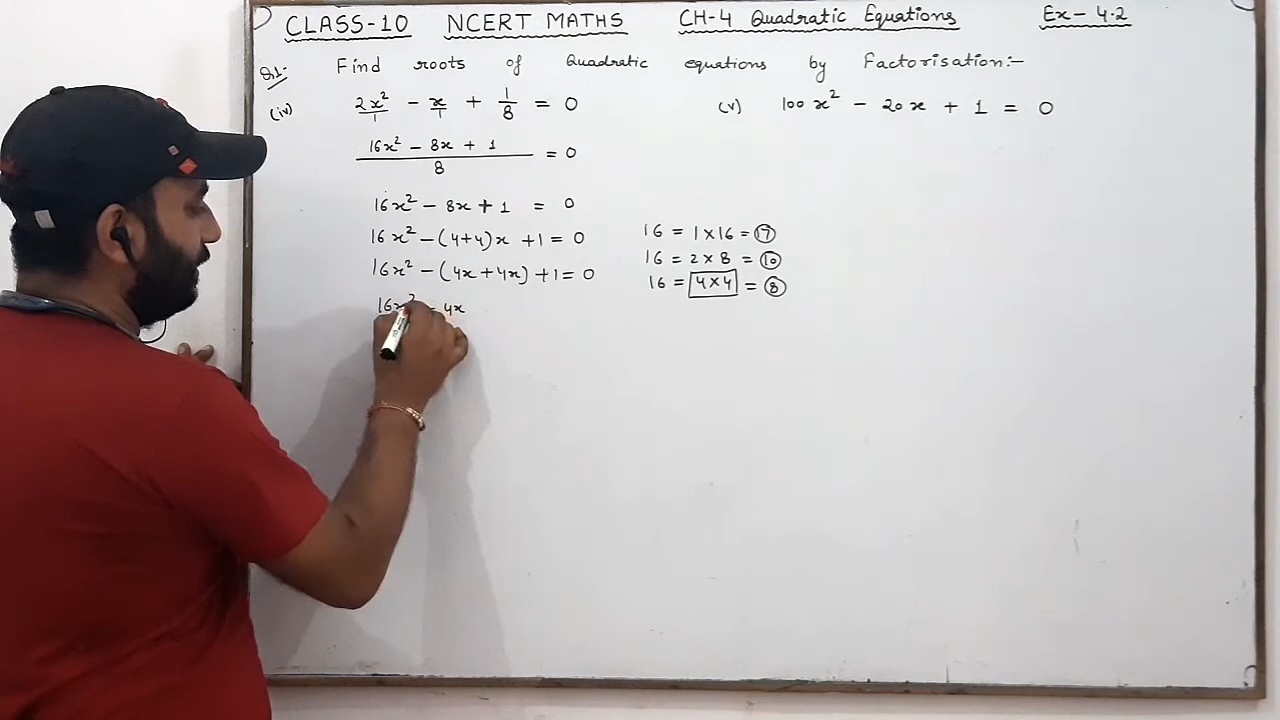 CLASS-10 NCERT MATHS CH-4 Quadratic Equations Ex-4.2
Q.1- Find roots of Quadratic equations by Factorisation:-
(iv) 2x²/1 - x/1 + 1/8 = 0
(16x² - 8x + 1)/8 = 0
16x² - 8x + 1 = 0
16x² - (4+4)x + 1 = 0
16x² - (4x + 4x) + 1 = 0
16x² - 4x
16 = 1 × 16 = 17
16 = 2 × 8 = 10
16 = 4 × 4 = 8
(v) 100x² - 20x + 1 = 0